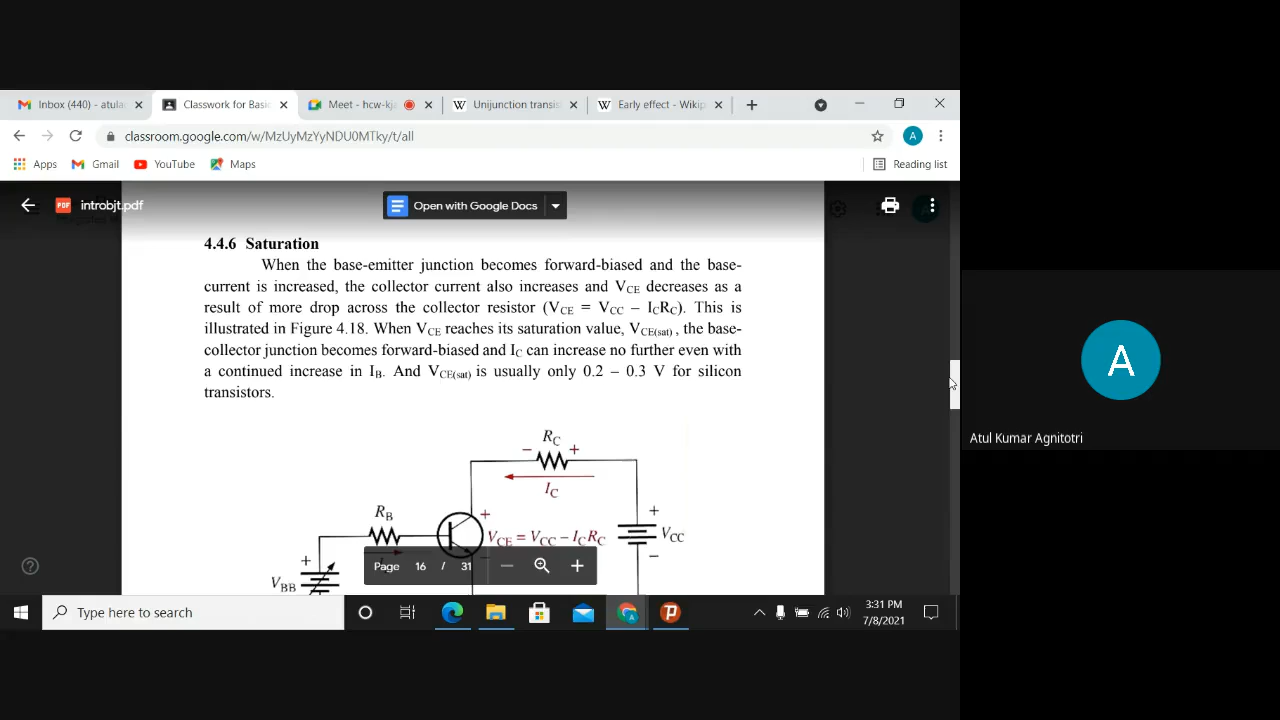 Inbox (440) - atula
Classwork for Basi
Meet - hcw-kj
Unijunction transis
Early effect - Wikip
classroom.google.com/w/MzUyMzYyNDU0MTky/t/all
A
Apps
Gmail
YouTube
Maps
Reading list
PDF
introbjt.pdf
Open with Google Docs
4.4.6 Saturation
When the base-emitter junction becomes forward-biased and the base-
current is increased, the collector current also increases and VCE decreases as a
result of more drop across the collector resistor (VCE = VCC – ICRC). This is
illustrated in Figure 4.18. When VCE reaches its saturation value, VCE(sat) , the base-
collector junction becomes forward-biased and IC can increase no further even with
a continued increase in IB. And VCE(sat) is usually only 0.2 – 0.3 V for silicon
transistors.
RC
– +
IC
RB
+
+
VCE = VCC – ICRC
VCC
–
+
VBB
Page 16 / 31
A
Atul Kumar Agnitotri
Type here to search
3:31 PM
7/8/2021